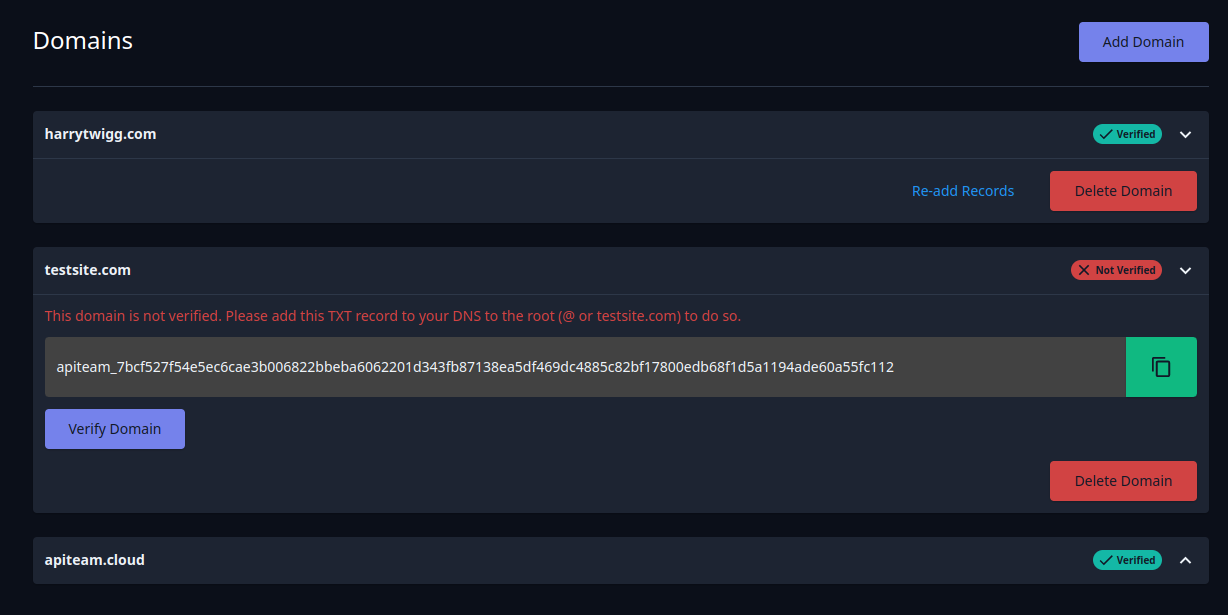 Domains
Add Domain
harrytwigg.com
Verified
Re-add Records
Delete Domain
testsite.com
Not Verified
This domain is not verified. Please add this TXT record to your DNS to the root (@ or testsite.com) to do so.
apiteam_7bcf527f54e5ec6cae3b006822bbeba6062201d343fb87138ea5df469dc4885c82bf17800edb68f1d5a1194ade60a55fc112
Verify Domain
Delete Domain
apiteam.cloud
Verified